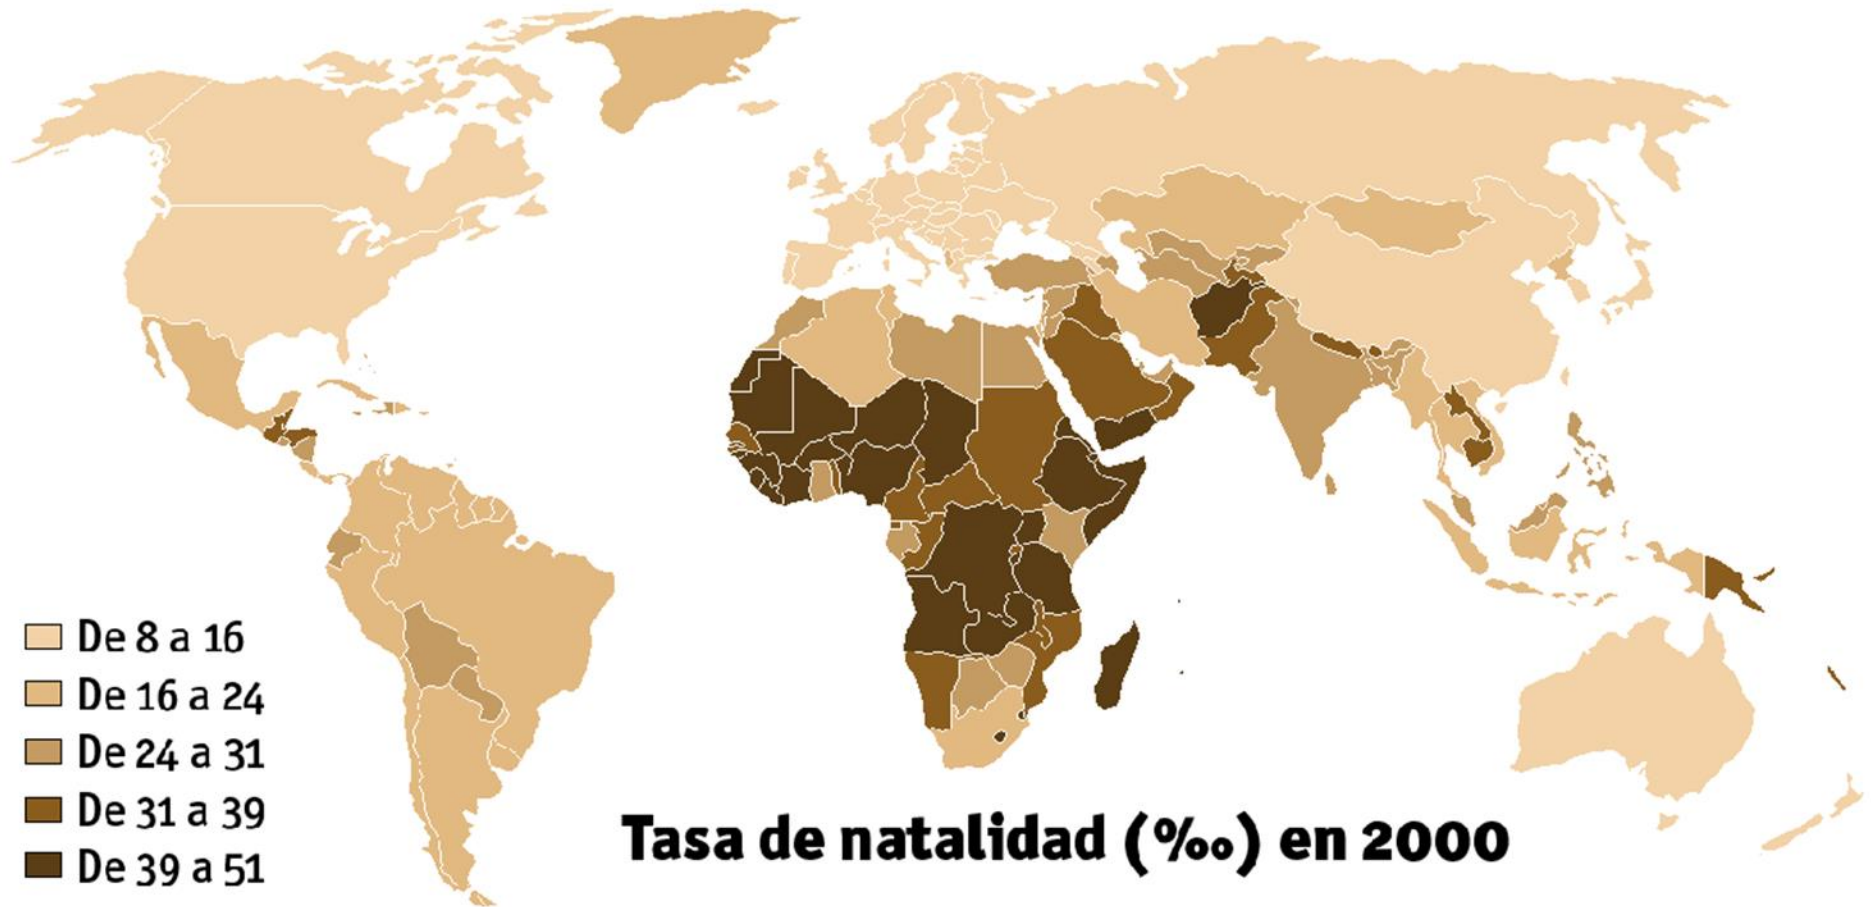 De 8 a 16
De 16 a 24
De 24 a 31
De 31 a 39
De 39 a 51
Tasa de natalidad (‰) en 2000